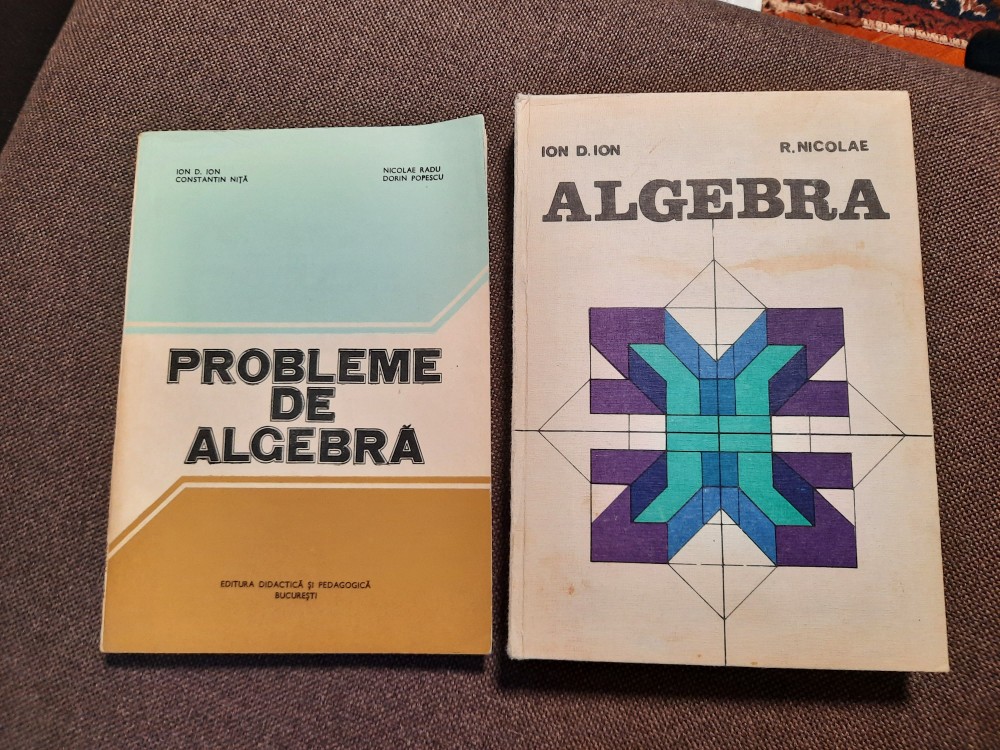 ION D. ION
CONSTANTIN NIȚĂ
NICOLAE RADU
DORIN POPESCU
PROBLEME
DE
ALGEBRĂ
EDITURA DIDACTICĂ ȘI PEDAGOGICĂ
BUCUREȘTI
ION D. ION
R. NICOLAE
ALGEBRA